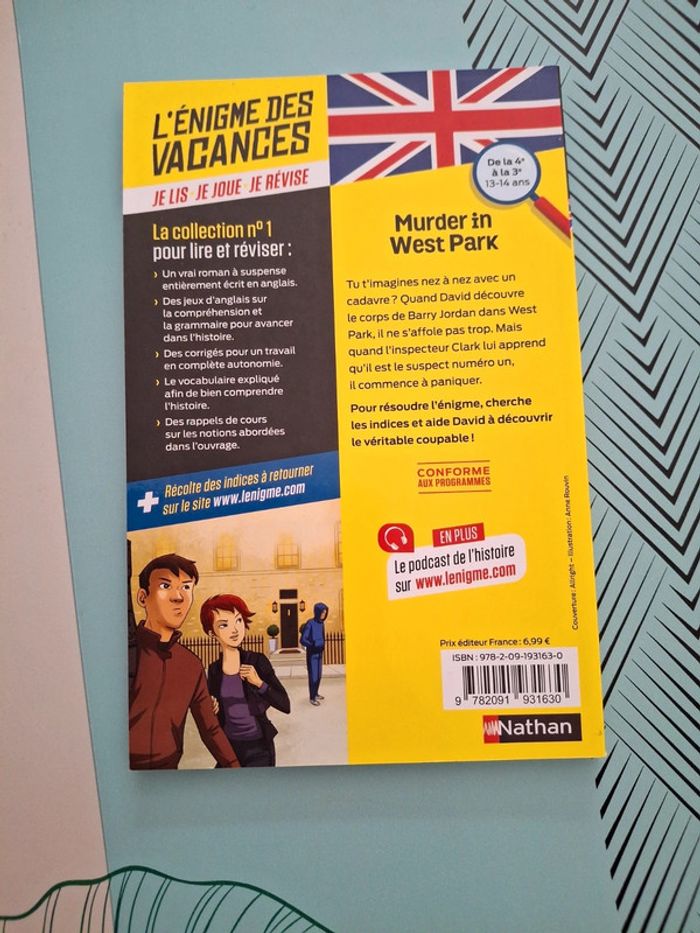 L'ÉNIGME DES
VACANCES
JE LIS • JE JOUE • JE RÉVISE
De la 4e
à la 3e
13-14 ans
La collection n° 1
pour lire et réviser :
› Un vrai roman à suspense
entièrement écrit en anglais.
› Des jeux d'anglais sur
la compréhension et
la grammaire pour avancer
dans l'histoire.
› Des corrigés pour un travail
en complète autonomie.
› Le vocabulaire expliqué
afin de bien comprendre
l'histoire.
› Des rappels de cours
sur les notions abordées
dans l'ouvrage.
+ Récolte des indices à retourner
sur le site www.lenigme.com
Murder in
West Park
Tu t'imagines nez à nez avec un
cadavre ? Quand David découvre
le corps de Barry Jordan dans West
Park, il ne s'affole pas trop. Mais
quand l'inspecteur Clark lui apprend
qu'il est le suspect numéro un,
il commence à paniquer.
Pour résoudre l'énigme, cherche
les indices et aide David à découvrir
le véritable coupable !
CONFORME
AUX PROGRAMMES
EN PLUS
Le podcast de l'histoire
sur www.lenigme.com
Couverture : Allright – Illustration : Anne Rouvin
Prix éditeur France : 6,99 €
ISBN : 978-2-09-193163-0
9 782091 931630
Nathan